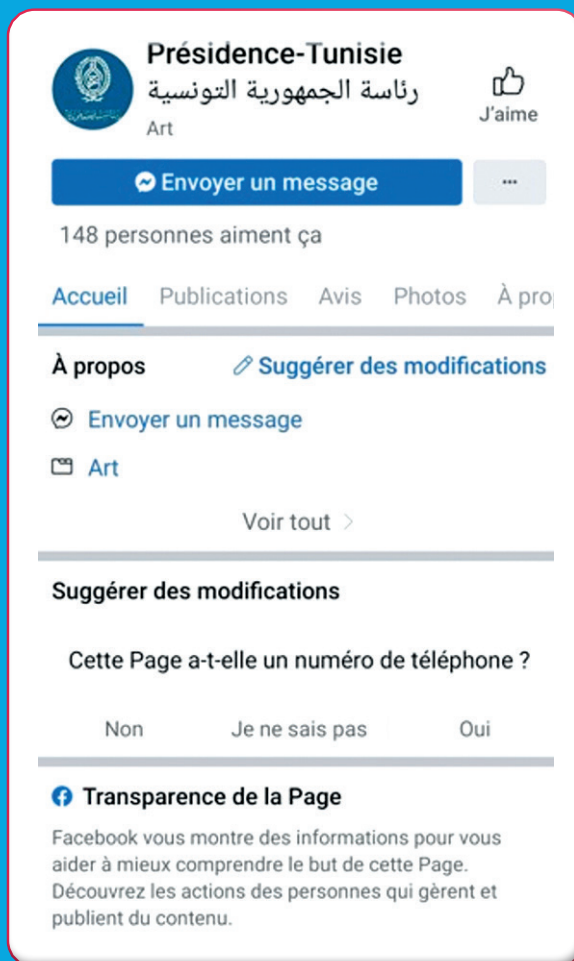 Présidence-Tunisie
رئاسة الجمهورية التونسية
Art
J'aime
Envoyer un message
148 personnes aiment ça
Accueil Publications Avis Photos À pro
À propos Suggérer des modifications
Envoyer un message
Art
Voir tout
Suggérer des modifications
Cette Page a-t-elle un numéro de téléphone ?
Non Je ne sais pas Oui
Transparence de la Page
Facebook vous montre des informations pour vous
aider à mieux comprendre le but de cette Page.
Découvrez les actions des personnes qui gèrent et
publient du contenu.